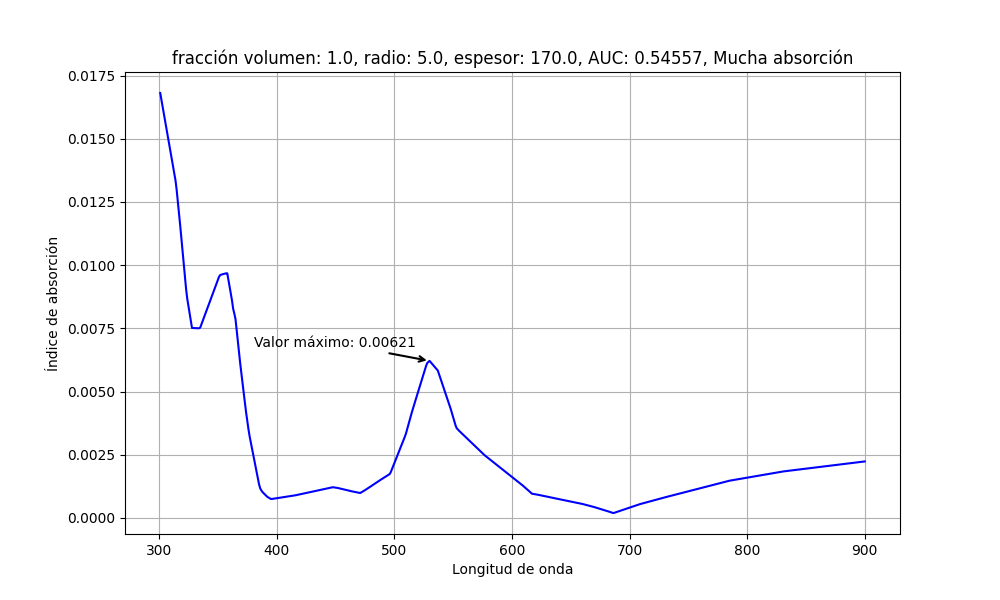 fracción volumen: 1.0, radio: 5.0, espesor: 170.0, AUC: 0.54557, Mucha absorción
0.0175
0.0150
0.0125
0.0100
0.0075
0.0050
0.0025
0.0000
Índice de absorción
Valor máximo: 0.00621
300 400 500 600 700 800 900
Longitud de onda